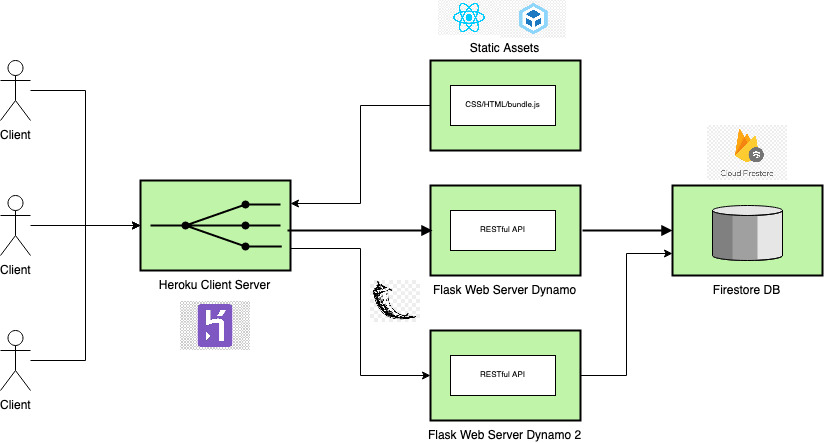 Static Assets
CSS/HTML/bundle.js
Client
Cloud Firestore
RESTful API
Client
Heroku Client Server
Flask Web Server Dynamo
Firestore DB
RESTful API
Client
Flask Web Server Dynamo 2